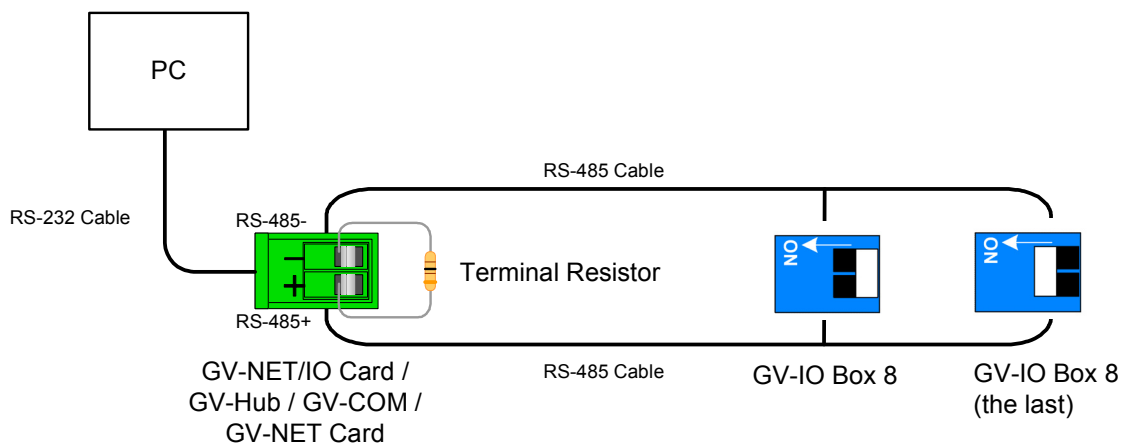 PC
RS-485 Cable
RS-232 Cable
RS-485-
ON
ON
−
+
Terminal Resistor
RS-485+
GV-NET/IO Card /
GV-Hub / GV-COM /
GV-NET Card
RS-485 Cable
GV-IO Box 8
GV-IO Box 8
(the last)